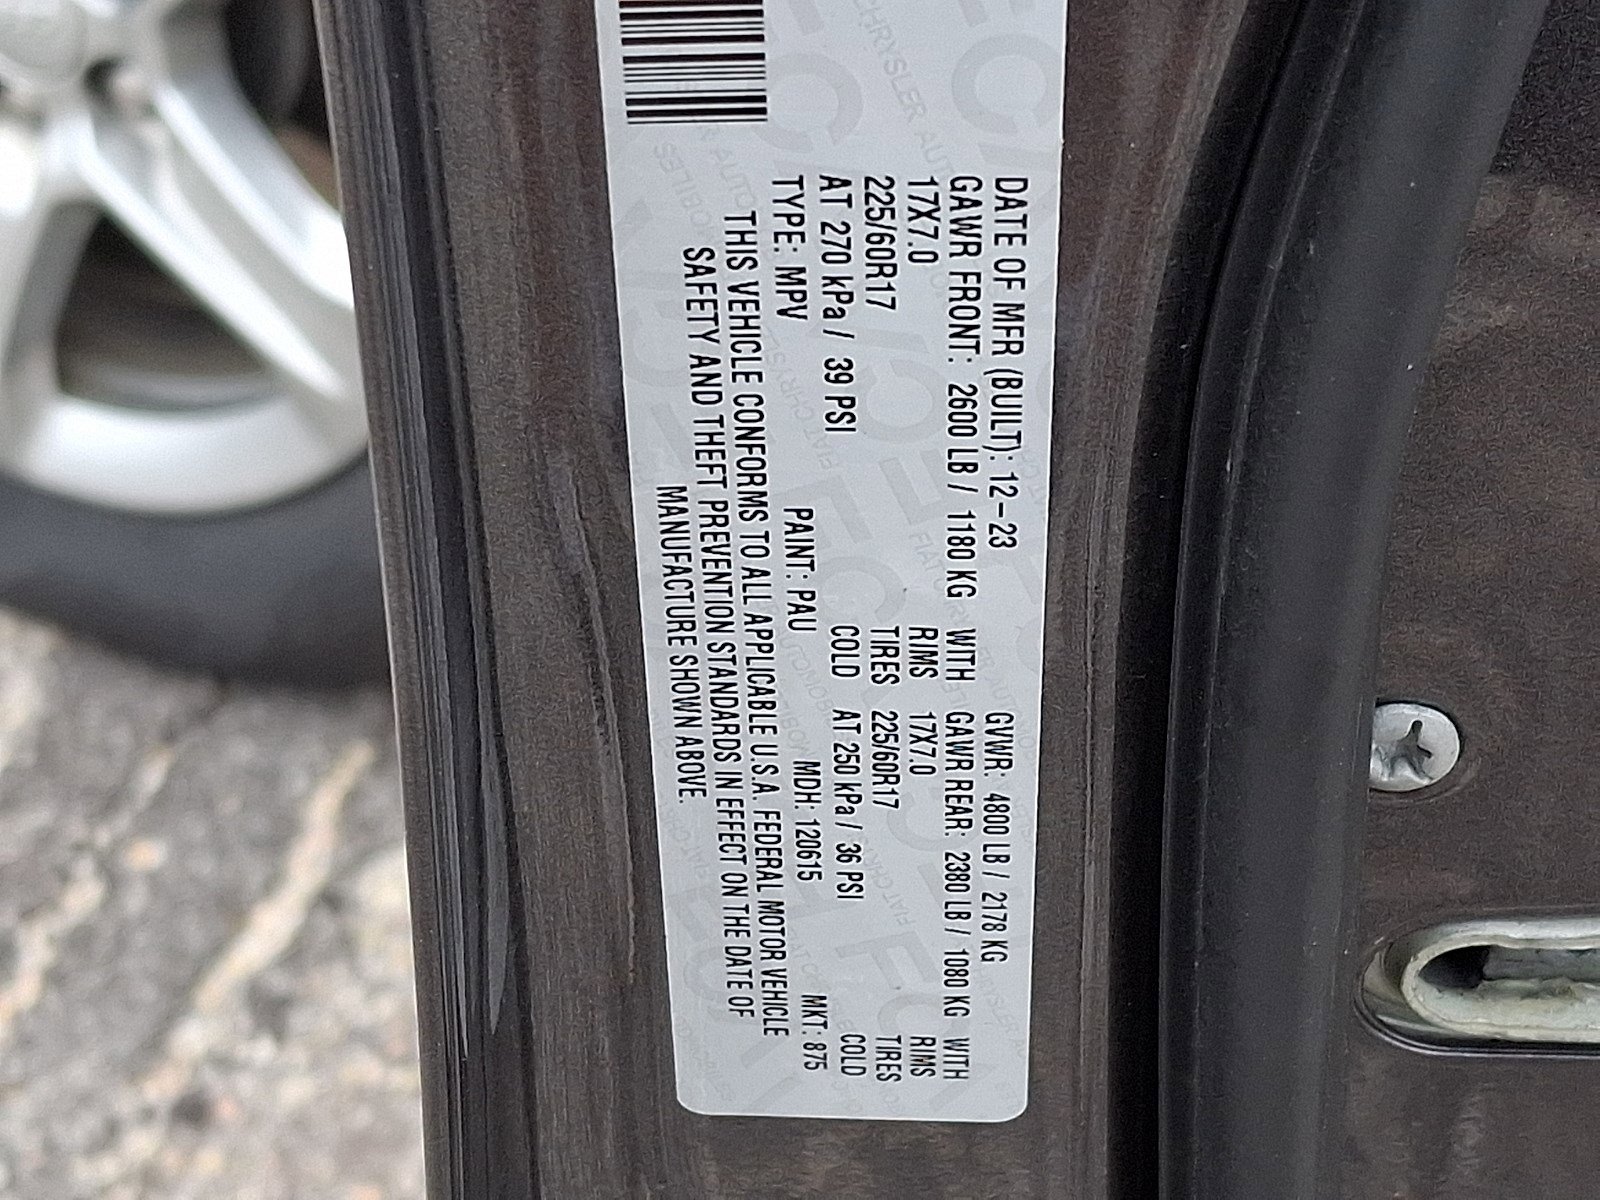 DATE OF MFR (BUILT): 12-23 GVWR: 4800 LB / 2178 KG
GAWR FRONT: 2600 LB / 1180 KG WITH GAWR REAR: 2380 LB / 1080 KG WITH
17X7.0 RIMS 17X7.0 RIMS
225/60R17 TIRES 225/60R17 TIRES
AT 270 kPa / 39 PSI COLD AT 250 kPa / 36 PSI COLD
TYPE: MPV PAINT: PAU MDH: 120615 MKT: 875
THIS VEHICLE CONFORMS TO ALL APPLICABLE U.S.A. FEDERAL MOTOR VEHICLE
SAFETY AND THEFT PREVENTION STANDARDS IN EFFECT ON THE DATE OF
MANUFACTURE SHOWN ABOVE.